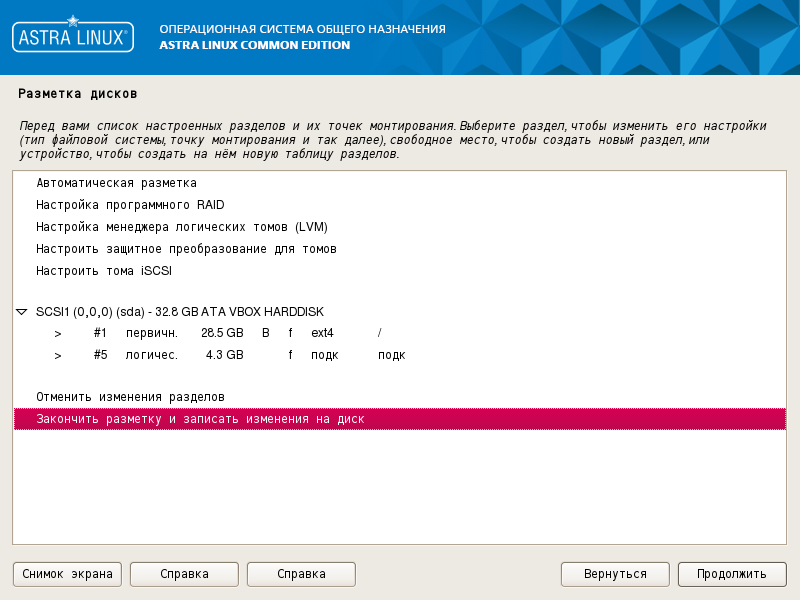 ASTRA LINUX®
ОПЕРАЦИОННАЯ СИСТЕМА ОБЩЕГО НАЗНАЧЕНИЯ
ASTRA LINUX COMMON EDITION
Разметка дисков
Перед вами список настроенных разделов и их точек монтирования. Выберите раздел, чтобы изменить его настройки
(тип файловой системы, точку монтирования и так далее), свободное место, чтобы создать новый раздел, или
устройство, чтобы создать на нём новую таблицу разделов.
Автоматическая разметка
Настройка программного RAID
Настройка менеджера логических томов (LVM)
Настроить защитное преобразование для томов
Настроить тома iSCSI
SCSI1 (0,0,0) (sda) - 32.8 GB ATA VBOX HARDDISK
> #1 первичн. 28.5 GB B f ext4 /
> #5 логичес. 4.3 GB f подк подк
Отменить изменения разделов
Закончить разметку и записать изменения на диск
Снимок экрана Справка Справка Вернуться Продолжить